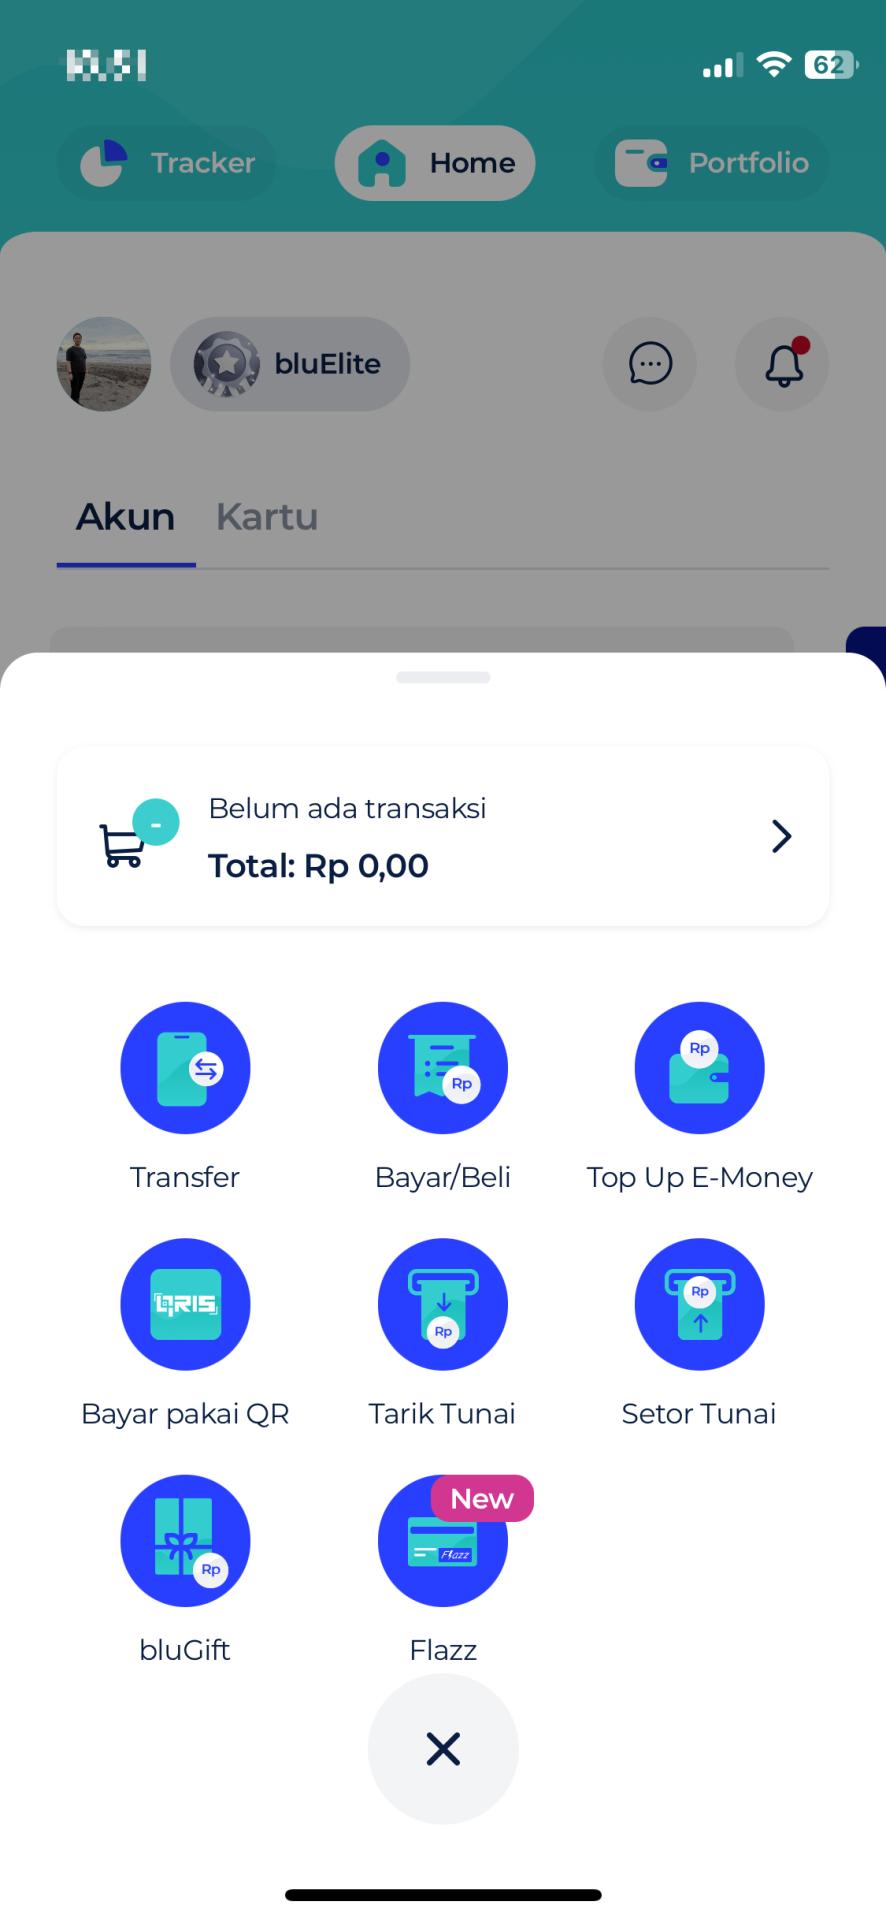 62
Tracker
Home
Portfolio
bluElite
Akun
Kartu
-
Belum ada transaksi
Total: Rp 0,00
Rp
Rp
Transfer
Bayar/Beli
Top Up E-Money
QRIS
Rp
Rp
Bayar pakai QR
Tarik Tunai
Setor Tunai
New
Rp
Flazz
bluGift
Flazz